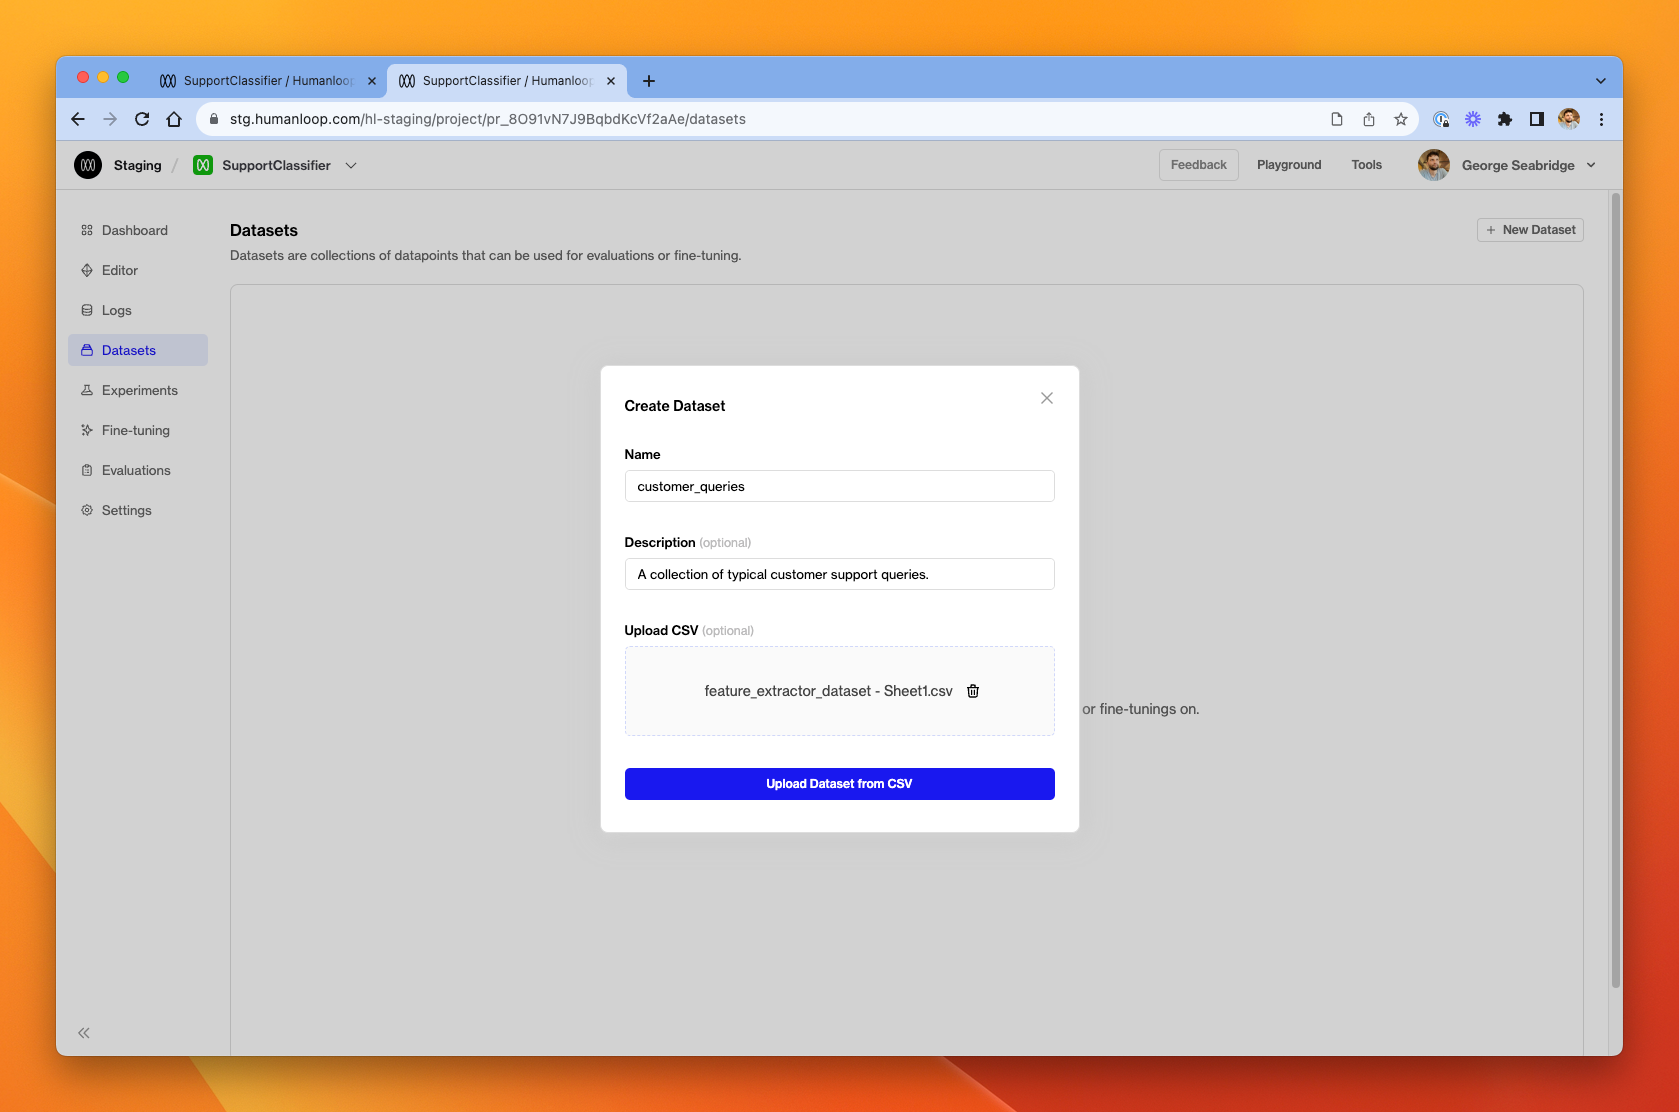 SupportClassifier / Humanloop
SupportClassifier / Humanloop
stg.humanloop.com/hl-staging/project/pr_8O91vN7J9BqbdKcVf2aAe/datasets
Staging / SupportClassifier
Feedback
Playground
Tools
George Seabridge
Dashboard
Editor
Logs
Datasets
Experiments
Fine-tuning
Evaluations
Settings
Datasets
New Dataset
Datasets are collections of datapoints that can be used for evaluations or fine-tuning.
Create Dataset
Name
customer_queries
Description (optional)
A collection of typical customer support queries.
Upload CSV (optional)
feature_extractor_dataset - Sheet1.csv
or fine-tunings on.
Upload Dataset from CSV